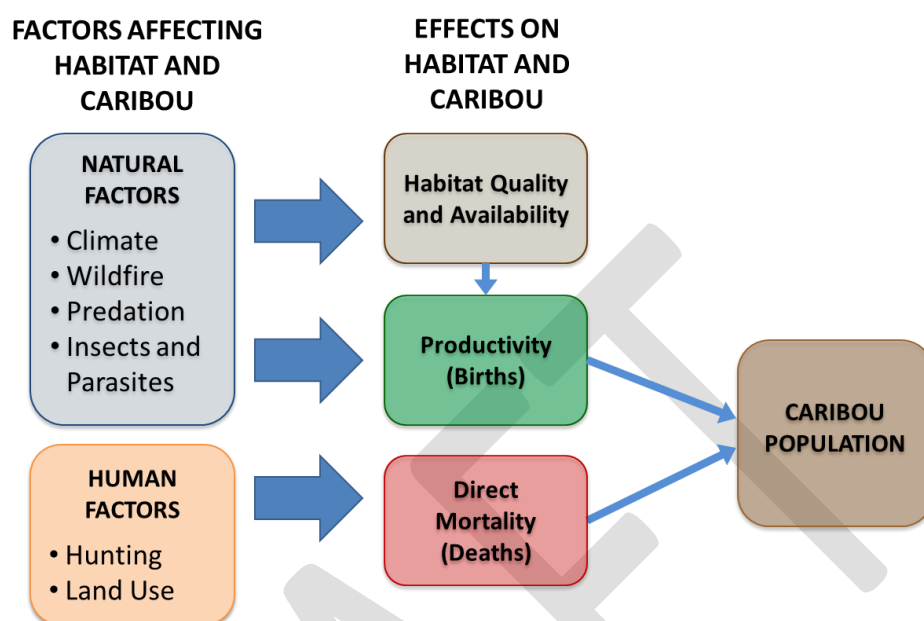 FACTORS AFFECTING
HABITAT AND
CARIBOU
EFFECTS ON
HABITAT AND
CARIBOU
NATURAL
FACTORS
• Climate
• Wildfire
• Predation
• Insects and
Parasites
HUMAN
FACTORS
• Hunting
• Land Use
Habitat Quality
and Availability
Productivity
(Births)
Direct
Mortality
(Deaths)
CARIBOU
POPULATION